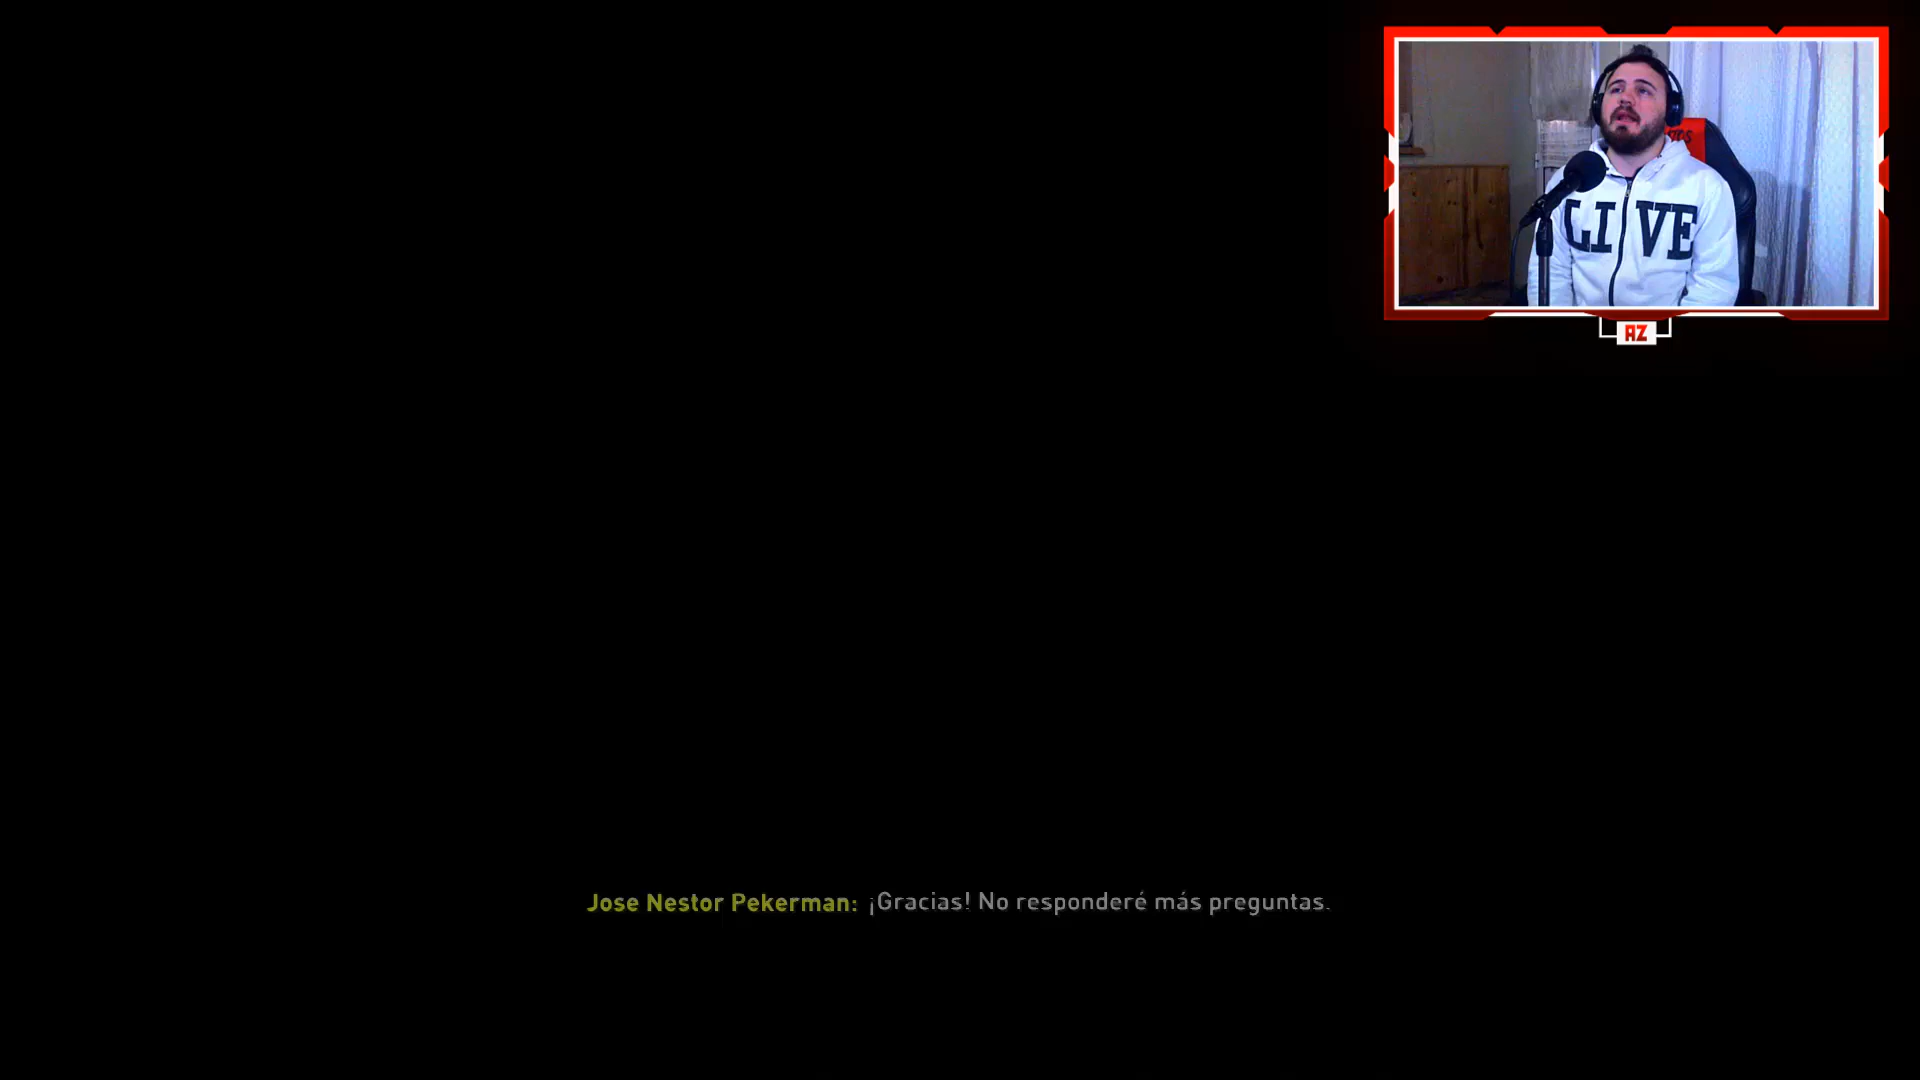 LIVE
AZ
Jose Nestor Pekerman: ¡Gracias! No responderé más preguntas.